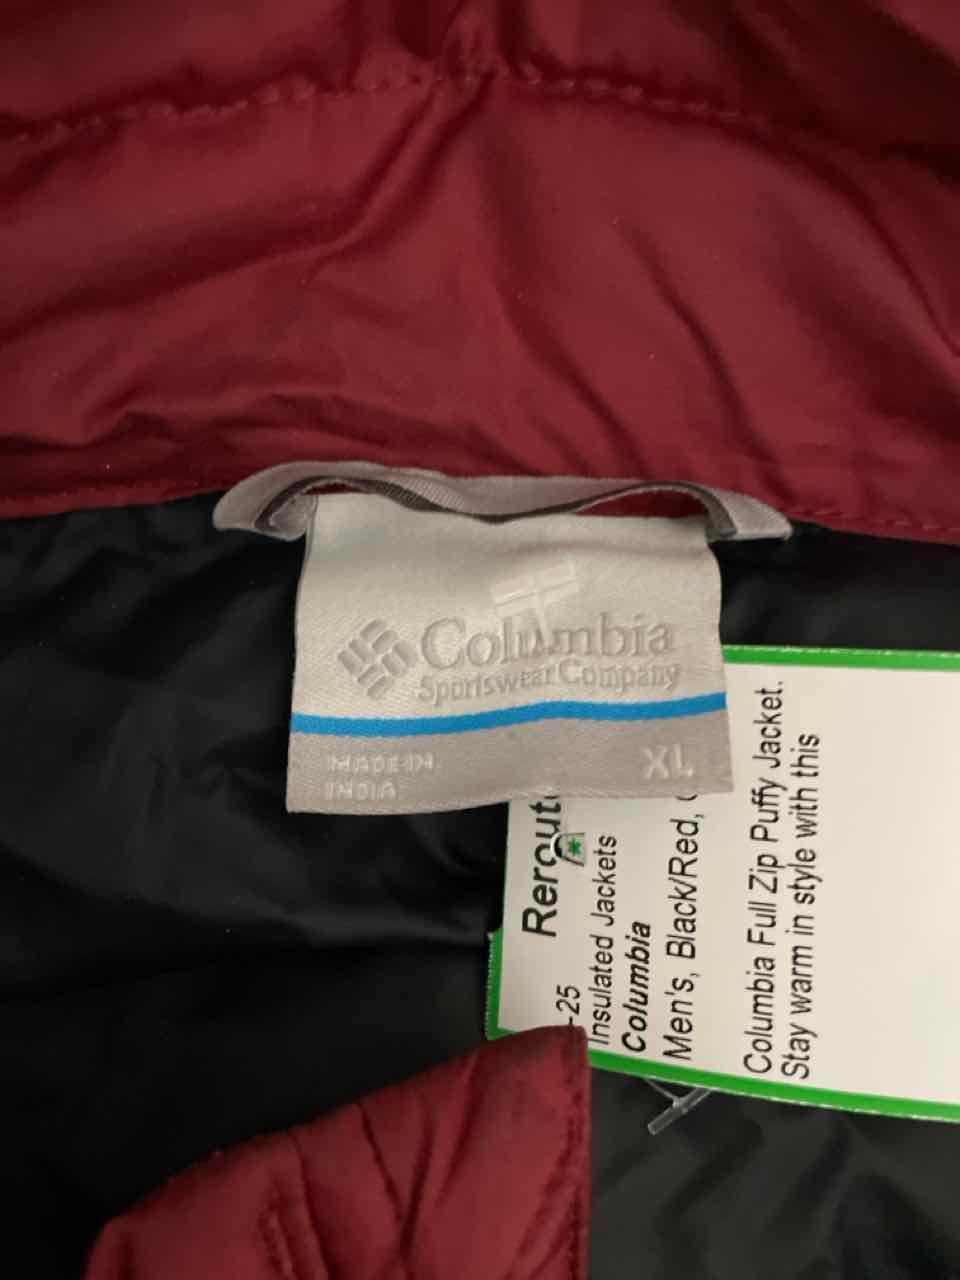 Columbia
Sportswear Company
MADE IN
INDIA
XL
-25
Insulated Jackets
Columbia
Men's, Black/Red,
Columbia Full Zip Puffy Jacket.
Stay warm in style with this